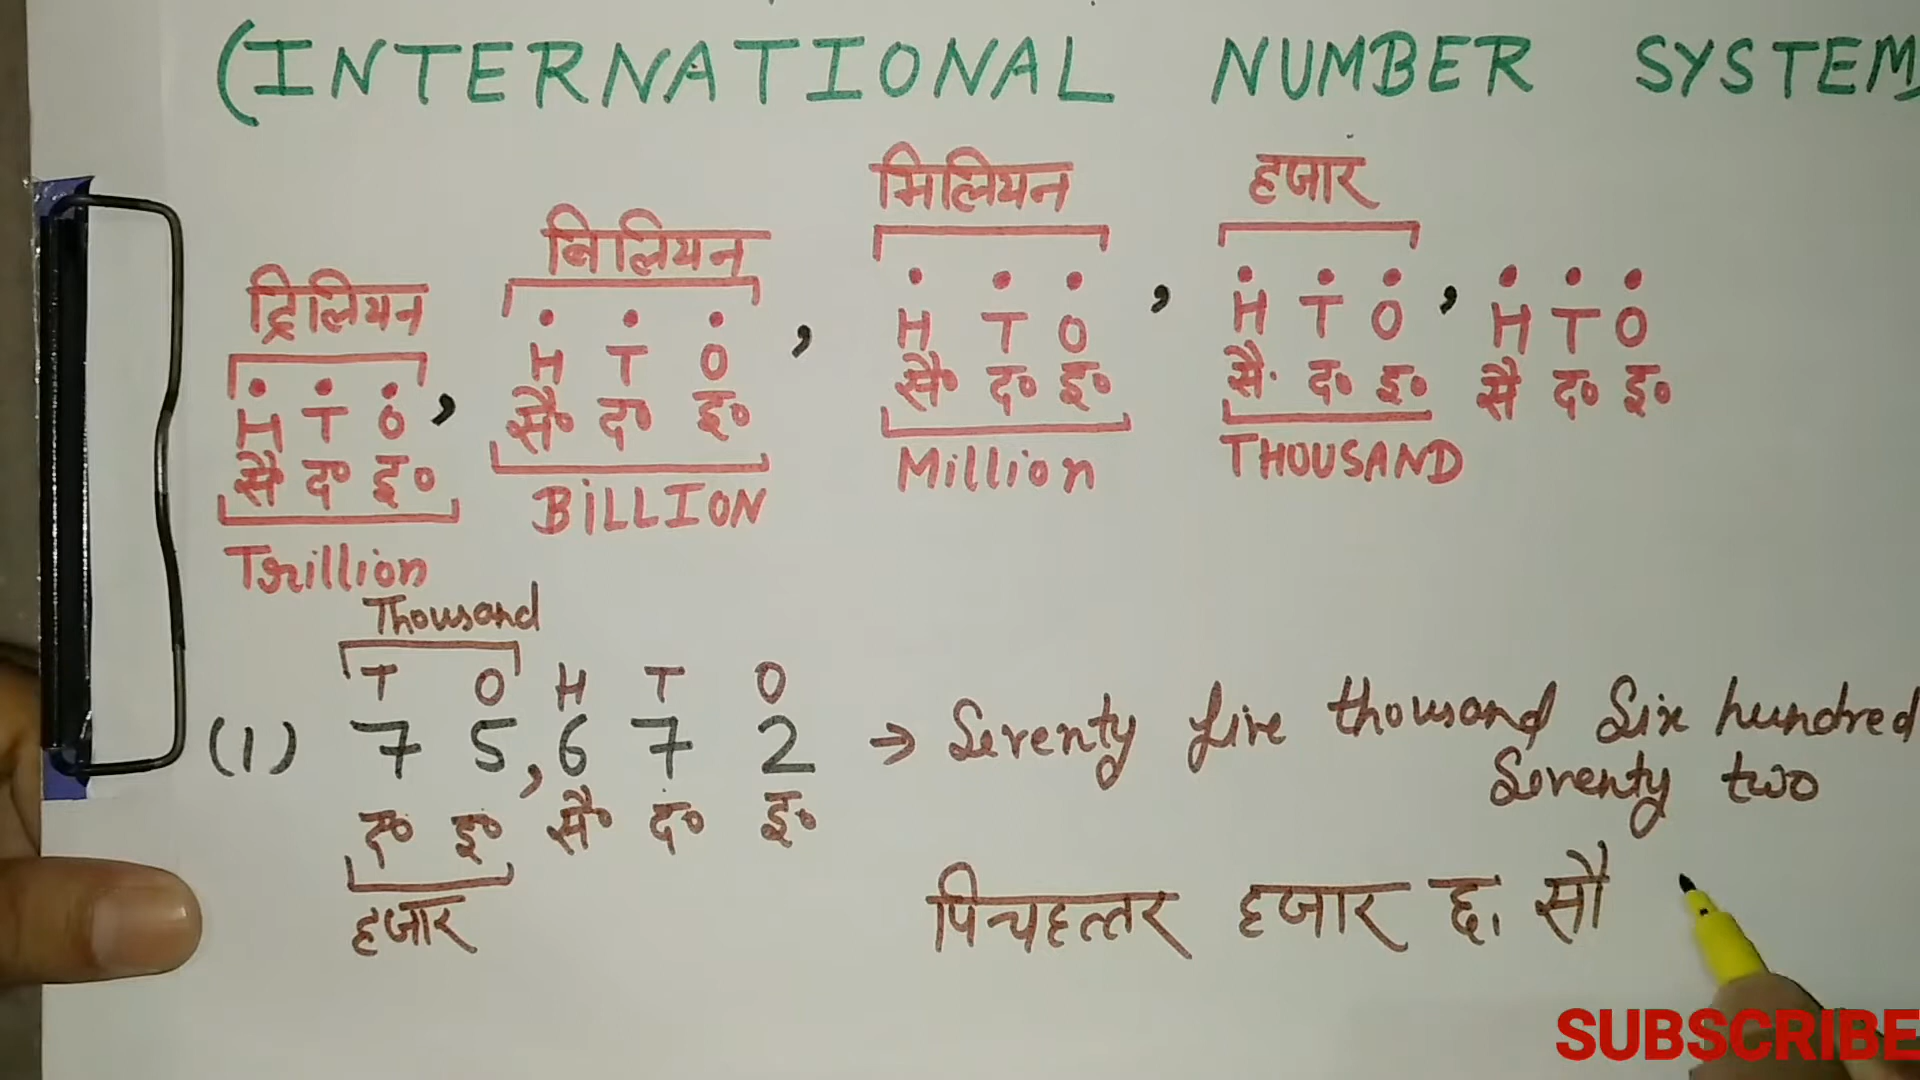 (INTERNATIONAL NUMBER SYSTEM
ट्रिलियन बिलियन मिलियन हजार
H T O , H T O , H T O , H T O , H T O
सै० द० इ० सै० द० इ० सै० द० इ० सै० द० इ० सै द० इ०
Trillion BiLLION Million THOUSAND
Thousand
T O H T O
(1) 7 5,6 7 2 → Seventy five thousand Six hundred
Seventy two
द० इ० सै० द० इ०
हजार
पिचहत्तर हजार छः सौ
SUBSCRIBE